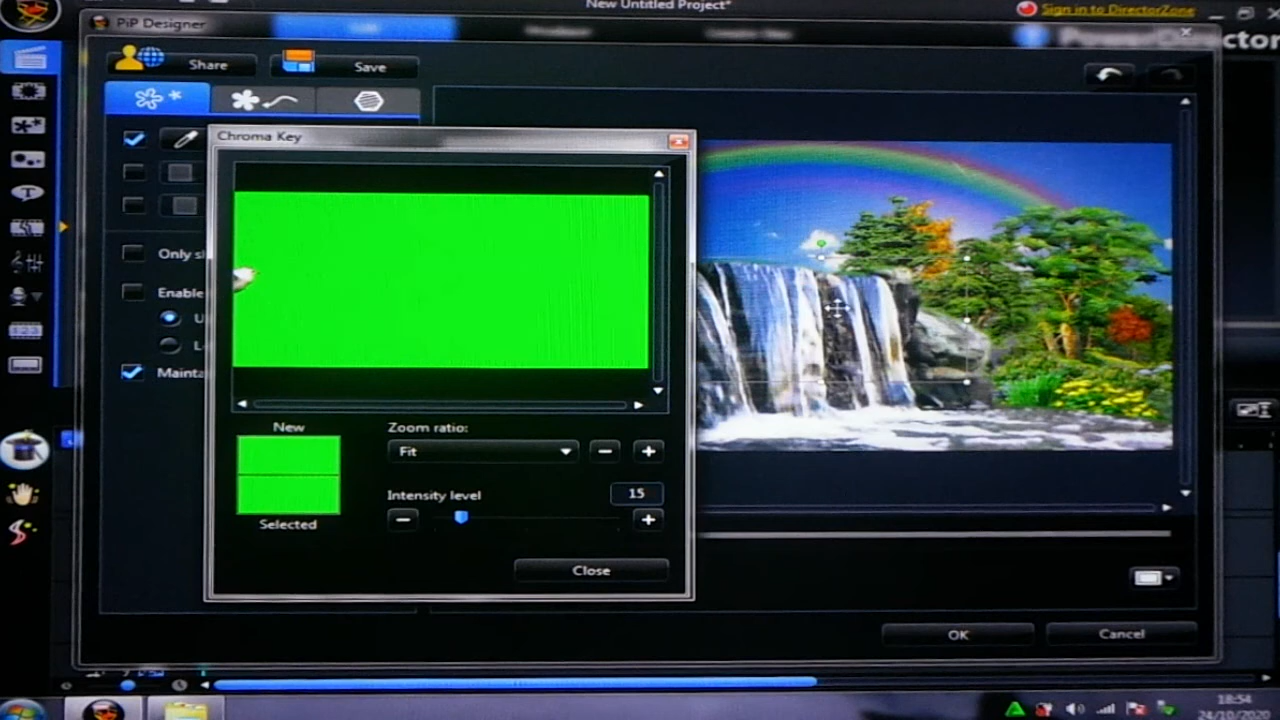 New Untitled Project*
Sign in to DirectorZone
PiP Designer
ctor
Share
Save
Chroma Key
Only s
Enable
U
L
Mainta
New
Selected
Zoom ratio:
Fit
Intensity level
15
Close
OK
Cancel
18:54
24/10/2020